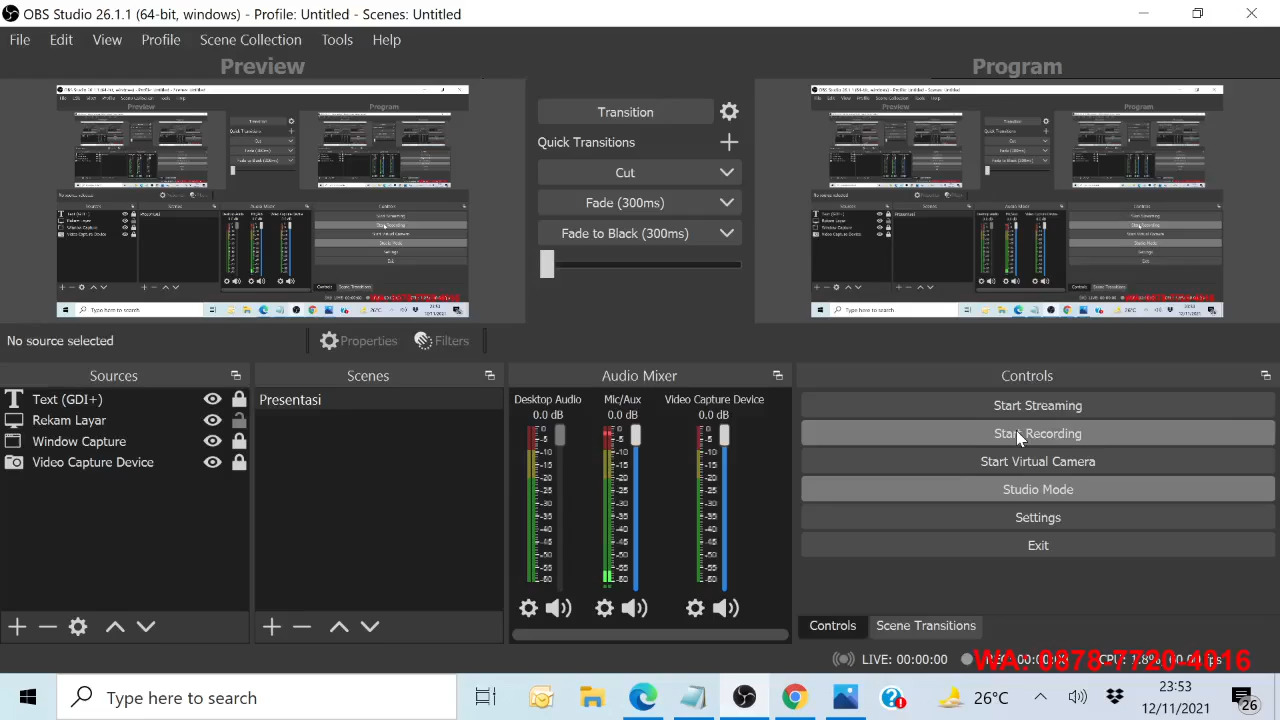 OBS Studio 26.1.1 (64-bit, windows) - Profile: Untitled - Scenes: Untitled
File Edit View Profile Scene Collection Tools Help
Preview
Program
Transition
Quick Transitions
Cut
Fade (300ms)
Fade to Black (300ms)
No source selected
Properties
Filters
Sources
Text (GDI+)
Rekam Layar
Window Capture
Video Capture Device
Scenes
Presentasi
Audio Mixer
Desktop Audio Mic/Aux Video Capture Device
0.0 dB 0.0 dB 0.0 dB
Controls
Start Streaming
Start Recording
Start Virtual Camera
Studio Mode
Settings
Exit
Controls Scene Transitions
LIVE: 00:00:00
WA: 0878-7720-4016
Type here to search
26°C
23:53
12/11/2021
26